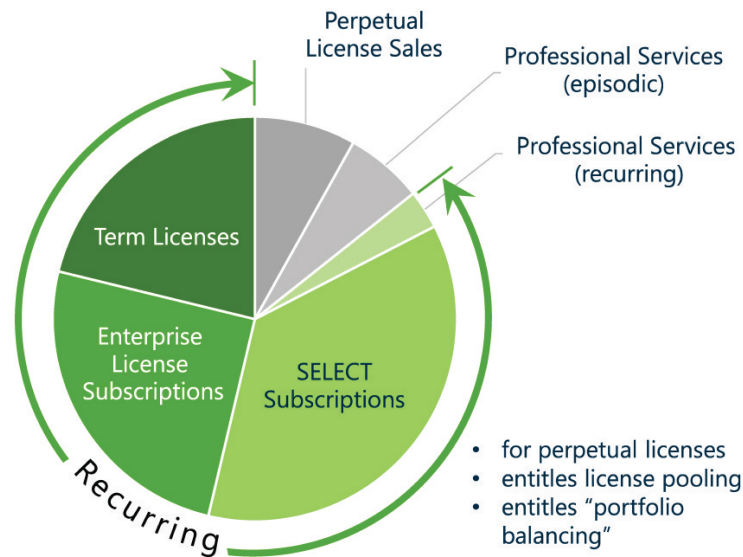 Perpetual
License Sales
Professional Services
(episodic)
Professional Services
(recurring)
Term Licenses
Enterprise
License
Subscriptions
SELECT
Subscriptions
Recurring
• for perpetual licenses
• entitles license pooling
• entitles “portfolio
balancing”